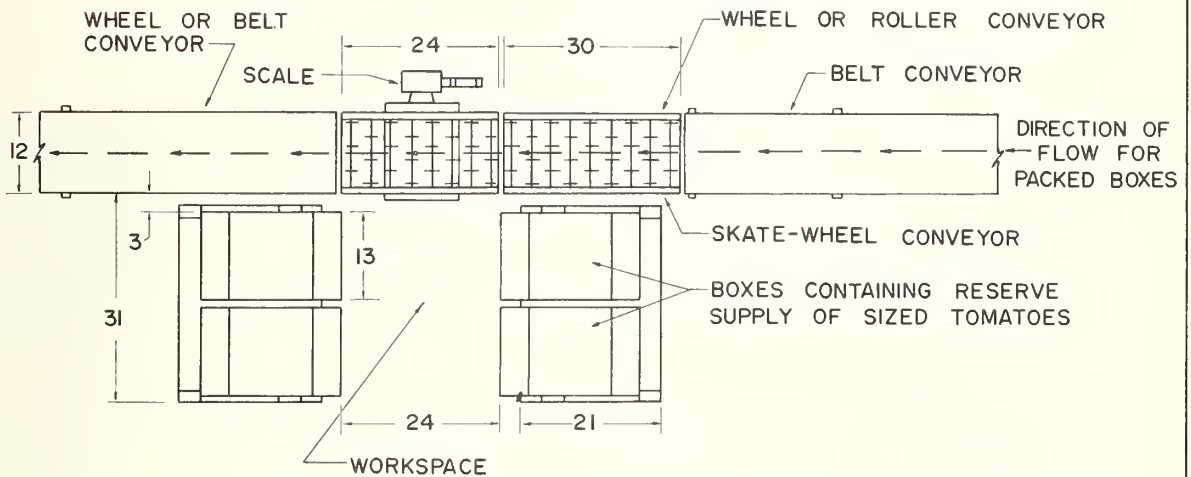 WHEEL OR BELT
CONVEYOR
24
30
WHEEL OR ROLLER CONVEYOR
SCALE
BELT CONVEYOR
12
DIRECTION OF
FLOW FOR
PACKED BOXES
3
13
SKATE-WHEEL CONVEYOR
31
BOXES CONTAINING RESERVE
SUPPLY OF SIZED TOMATOES
24
21
WORKSPACE